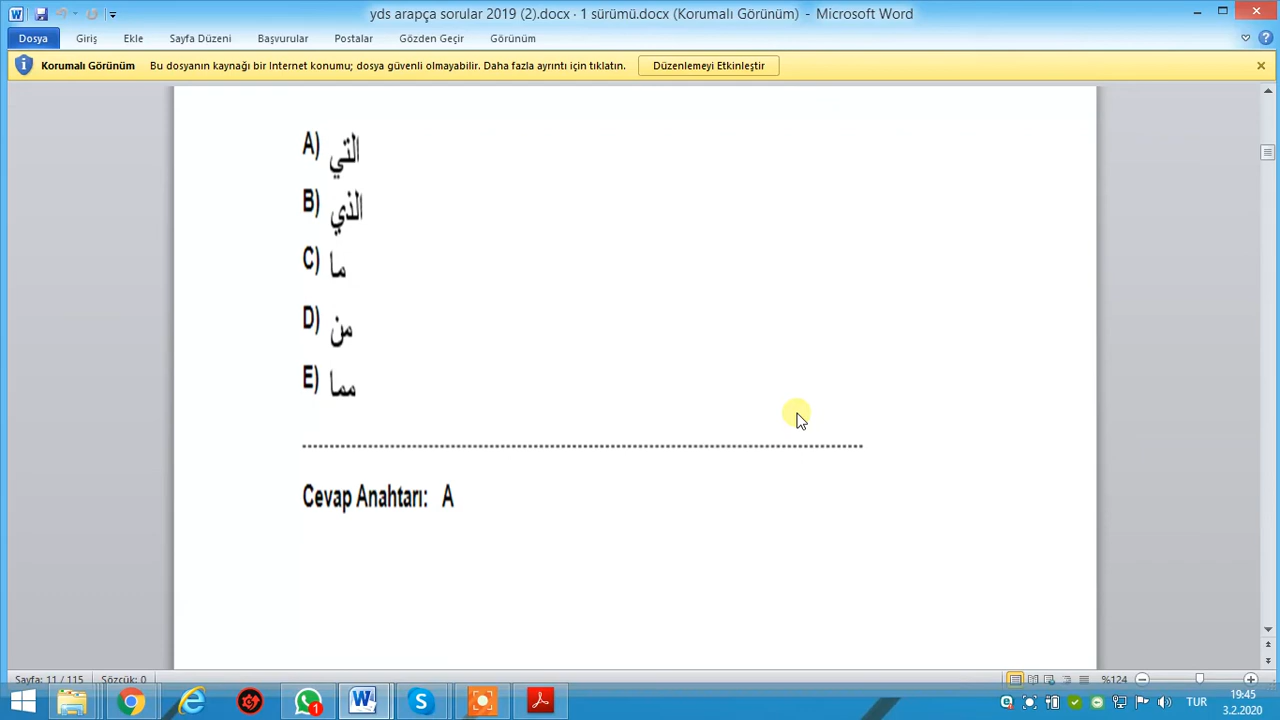 yds arapça sorular 2019 (2).docx · 1 sürümü.docx (Korumalı Görünüm) - Microsoft Word
Dosya Giriş Ekle Sayfa Düzeni Başvurular Postalar Gözden Geçir Görünüm
Korumalı Görünüm Bu dosyanın kaynağı bir Internet konumu; dosya güvenli olmayabilir. Daha fazla ayrıntı için tıklatın. Düzenlemeyi Etkinleştir
A) التي
B) الذي
C) ما
D) من
E) مما
Cevap Anahtarı: A
Sayfa: 11 / 115 Sözcük: 0 %124
1 TUR 19:45
3.2.2020